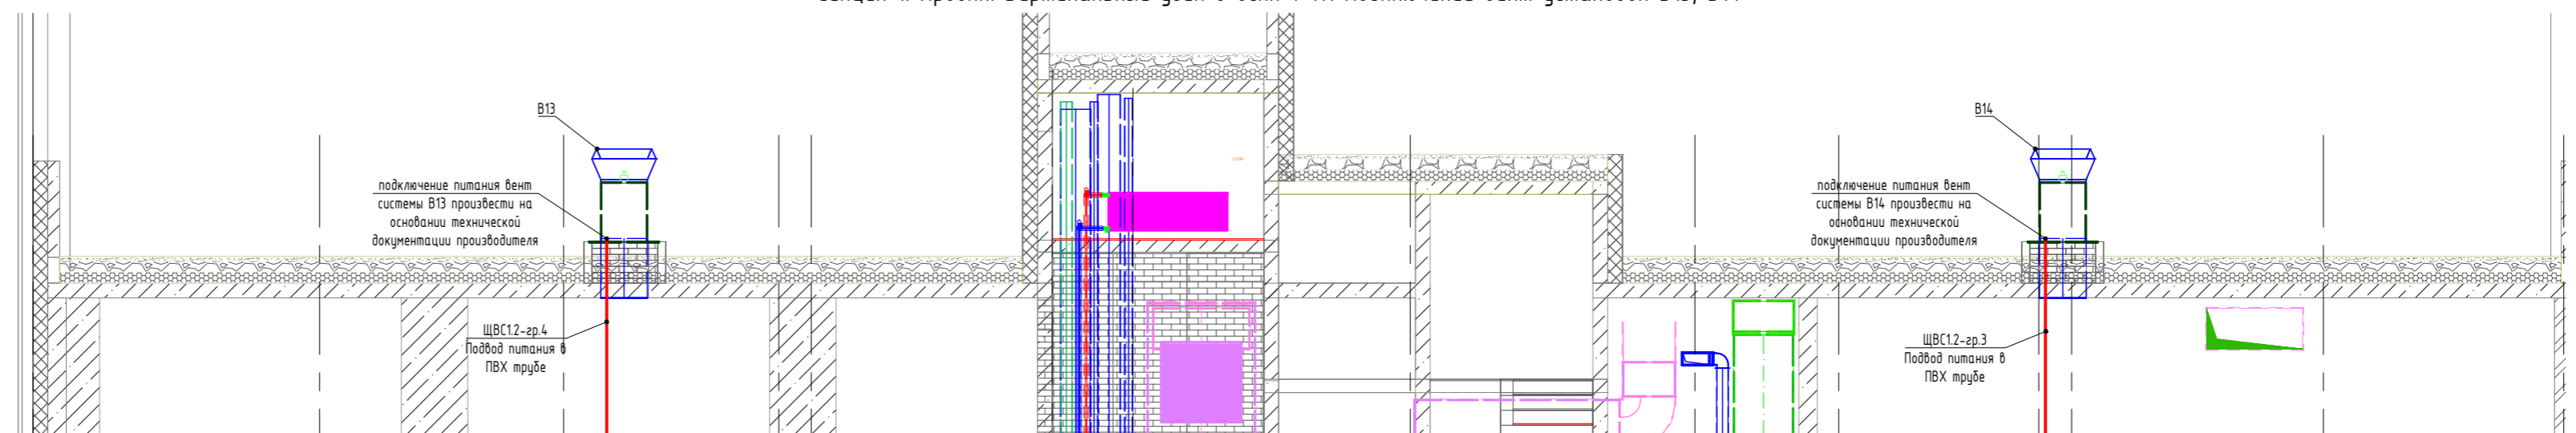 В13
подключение питания вент
системы В13 произвести на
основании технической
документации производителя
ЩВС1.2-гр.4
Подвод питания в
ПВХ трубе
В14
подключение питания вент
системы В14 произвести на
основании технической
документации производителя
ЩВС1.2-гр.3
Подвод питания в
ПВХ трубе